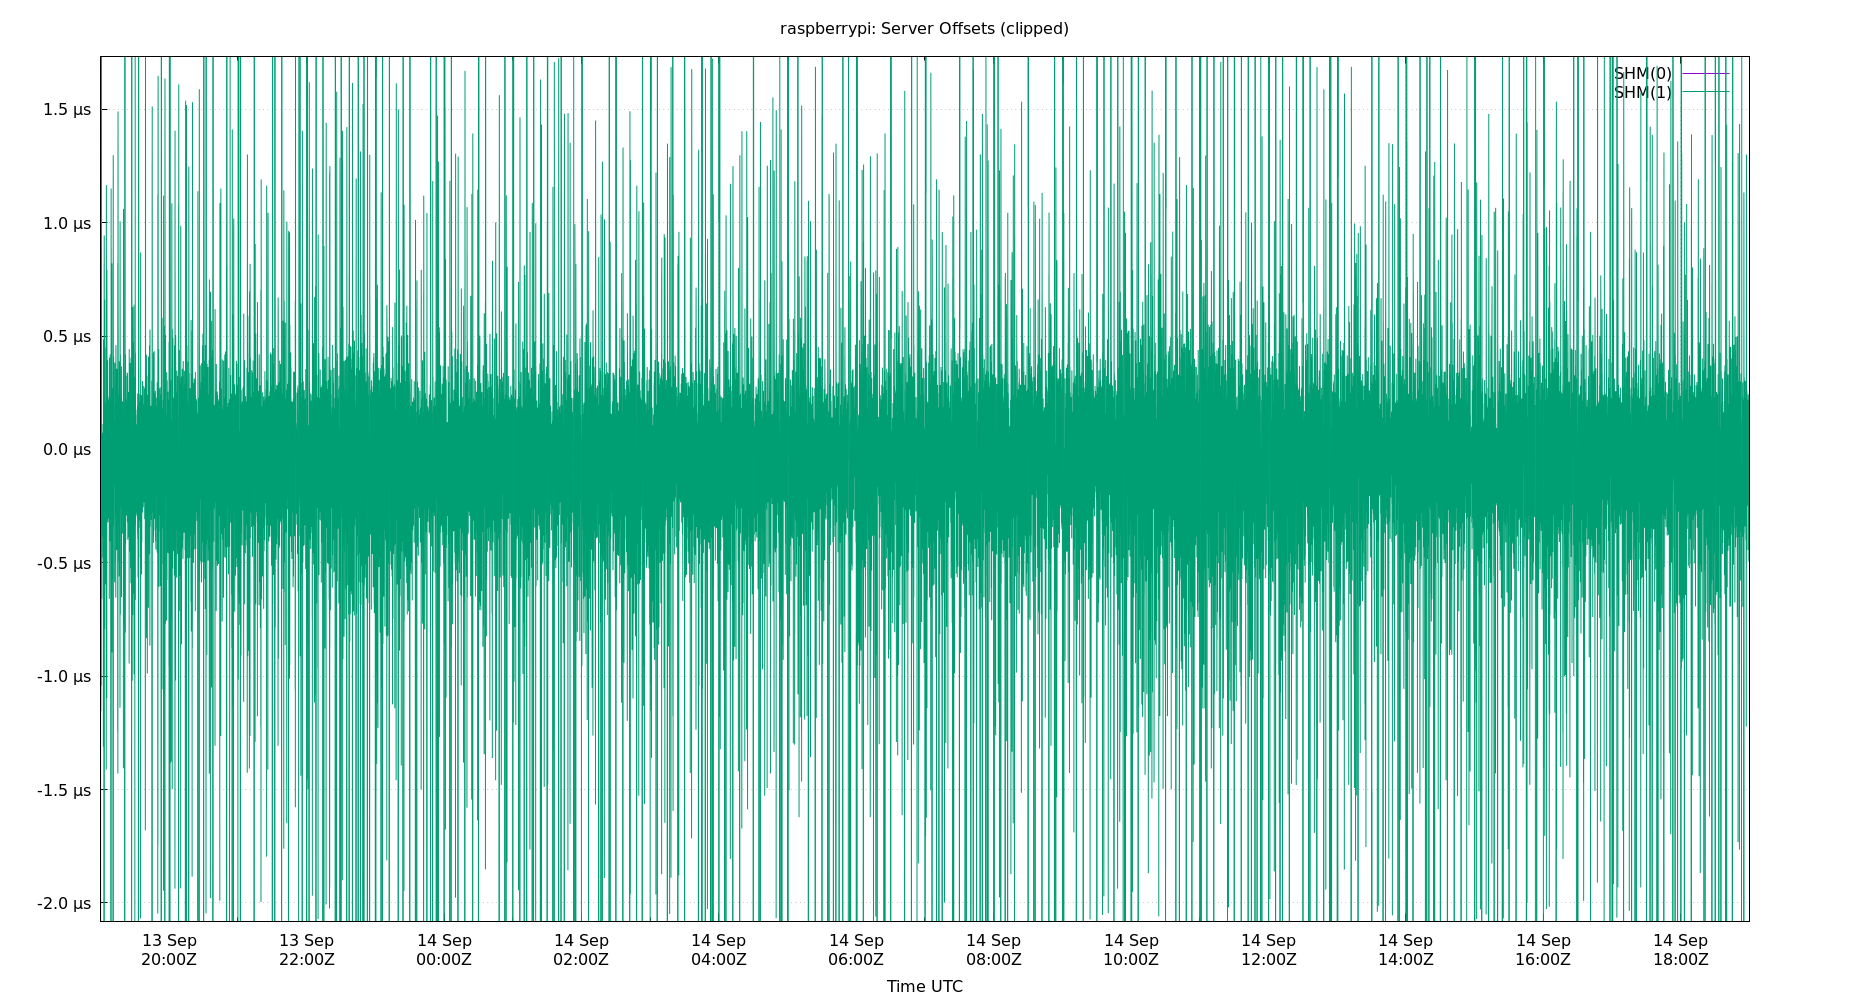 raspberrypi: Server Offsets (clipped)
SHM(0)
SHM(1)
1.5 µs
1.0 µs
0.5 µs
0.0 µs
-0.5 µs
-1.0 µs
-1.5 µs
-2.0 µs
13 Sep 13 Sep 14 Sep 14 Sep 14 Sep 14 Sep 14 Sep 14 Sep 14 Sep 14 Sep 14 Sep 14 Sep
20:00Z 22:00Z 00:00Z 02:00Z 04:00Z 06:00Z 08:00Z 10:00Z 12:00Z 14:00Z 16:00Z 18:00Z
Time UTC